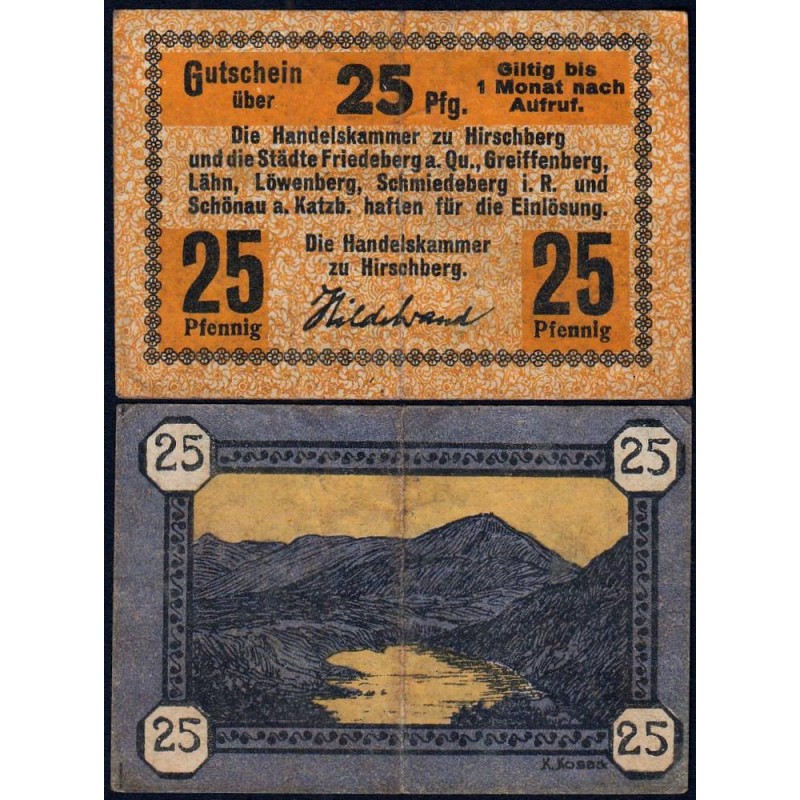 Gutschein
über
25 Pfg.
Giltig bis
1 Monat nach
Aufruf.
Die Handelskammer zu Hirschberg
und die Städte Friedeberg a. Qu., Greiffenberg,
Lähn, Löwenberg, Schmiedeberg i. R. und
Schönau a. Katzb. haften für die Einlösung.
25
Pfennig
Die Handelskammer
zu Hirschberg.
Hildebrand
25
Pfennig
25
25
25
25